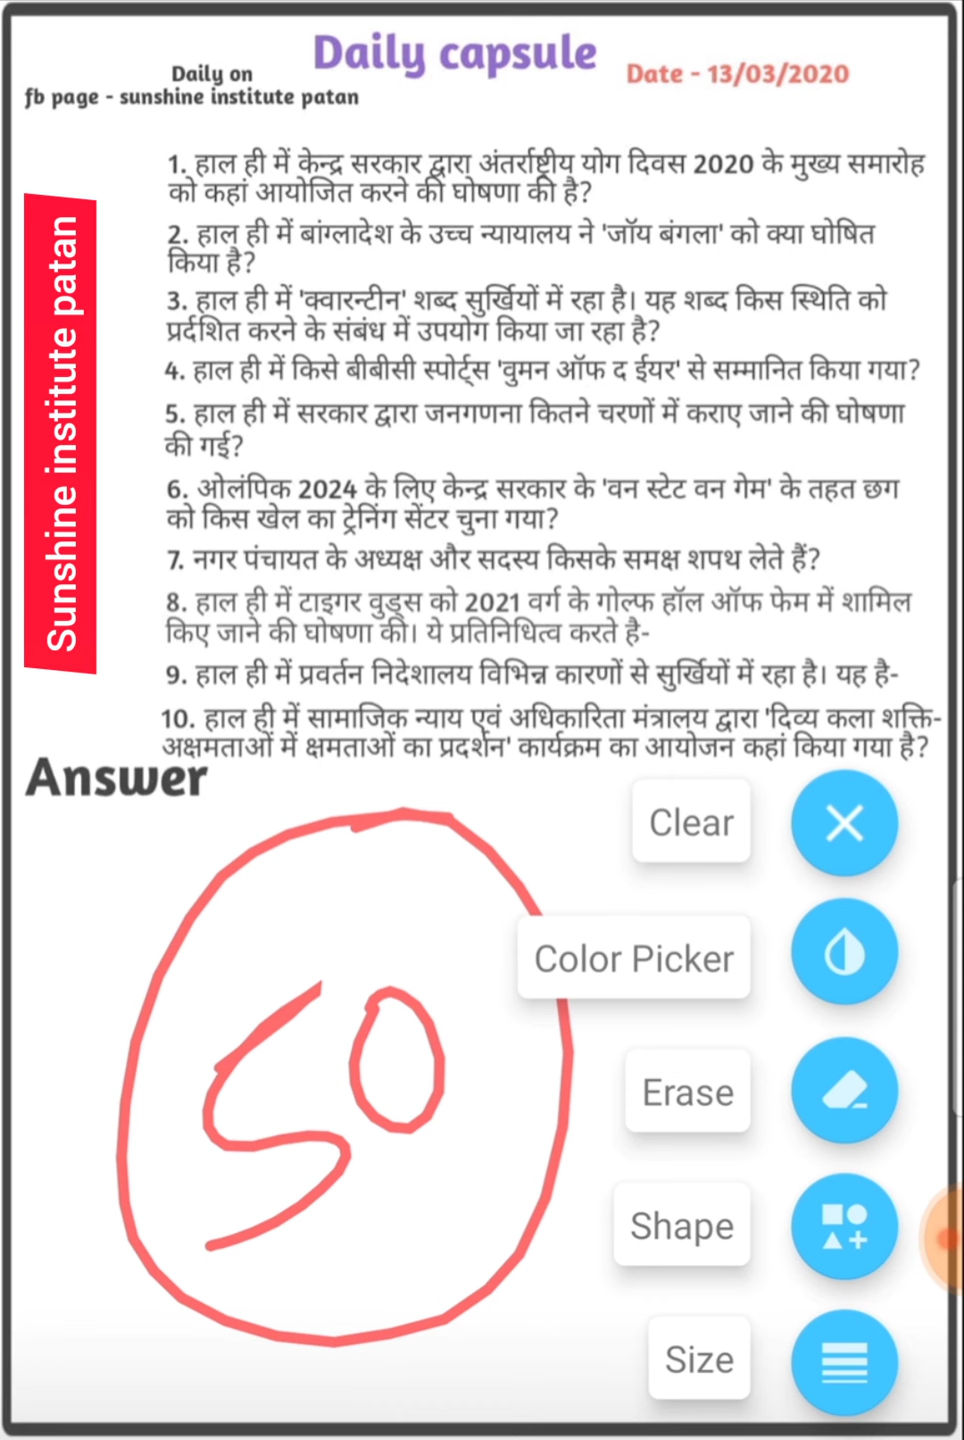 Daily capsule
Daily on
fb page - sunshine institute patan
Date - 13/03/2020
Sunshine institute patan
1. हाल ही में केन्द्र सरकार द्वारा अंतर्राष्ट्रीय योग दिवस 2020 के मुख्य समारोह
को कहां आयोजित करने की घोषणा की है?
2. हाल ही में बांग्लादेश के उच्च न्यायालय ने 'जॉय बंगला' को क्या घोषित
किया है?
3. हाल ही में 'क्वारन्टीन' शब्द सुर्खियों में रहा है। यह शब्द किस स्थिति को
प्रर्दशित करने के संबंध में उपयोग किया जा रहा है?
4. हाल ही में किसे बीबीसी स्पोर्ट्स 'वुमन ऑफ द ईयर' से सम्मानित किया गया?
5. हाल ही में सरकार द्वारा जनगणना कितने चरणों में कराए जाने की घोषणा
की गई?
6. ओलंपिक 2024 के लिए केन्द्र सरकार के 'वन स्टेट वन गेम' के तहत छग
को किस खेल का ट्रेनिंग सेंटर चुना गया?
7. नगर पंचायत के अध्यक्ष और सदस्य किसके समक्ष शपथ लेते हैं?
8. हाल ही में टाइगर वुड्स को 2021 वर्ग के गोल्फ हॉल ऑफ फेम में शामिल
किए जाने की घोषणा की। ये प्रतिनिधित्व करते है-
9. हाल ही में प्रवर्तन निदेशालय विभिन्न कारणों से सुर्खियों में रहा है। यह है-
10. हाल ही में सामाजिक न्याय एवं अधिकारिता मंत्रालय द्वारा 'दिव्य कला शक्ति-
अक्षमताओं में क्षमताओं का प्रदर्शन' कार्यक्रम का आयोजन कहां किया गया है?
Answer
50
Clear
Color Picker
Erase
Shape
Size